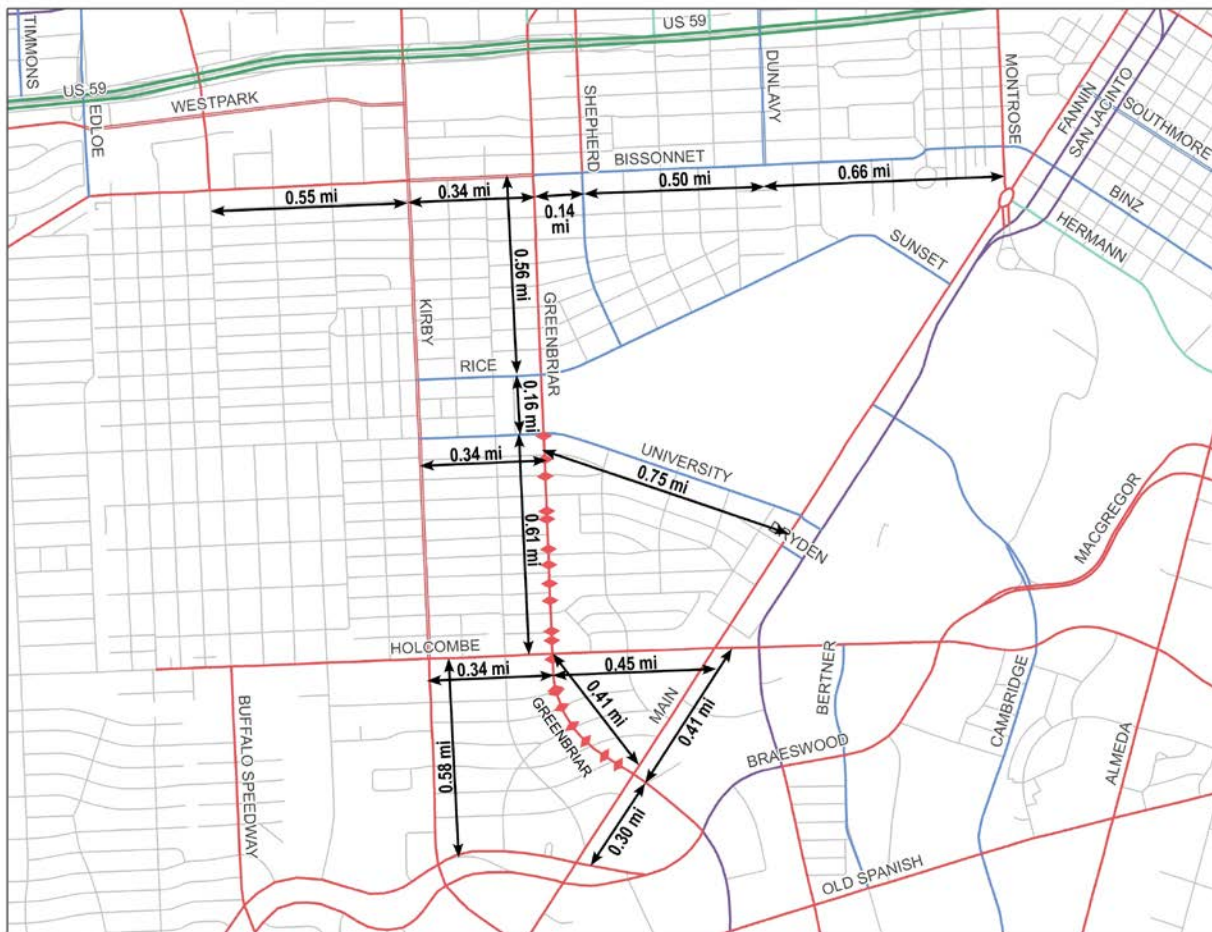 TIMMONS
US 59
US 59
EDLOE
WESTPARK
SHEPHERD
DUNLAVY
MONTROSE
FANNIN
SAN JACINTO
SOUTHMORE
BISSONNET
BINZ
HERMANN
0.55 mi
0.34 mi
0.14
mi
0.50 mi
0.66 mi
SUNSET
0.56 mi
KIRBY
GREENBRIAR
RICE
0.16 mi
0.34 mi
UNIVERSITY
0.75 mi
0.61 mi
DRYDEN
MACGREGOR
HOLCOMBE
0.34 mi
0.45 mi
0.41 mi
MAIN
0.41 mi
BERTNER
CAMBRIDGE
BUFFALO SPEEDWAY
0.58 mi
GREENBRIAR
BRAESWOOD
ALMEDA
0.30 mi
OLD SPANISH